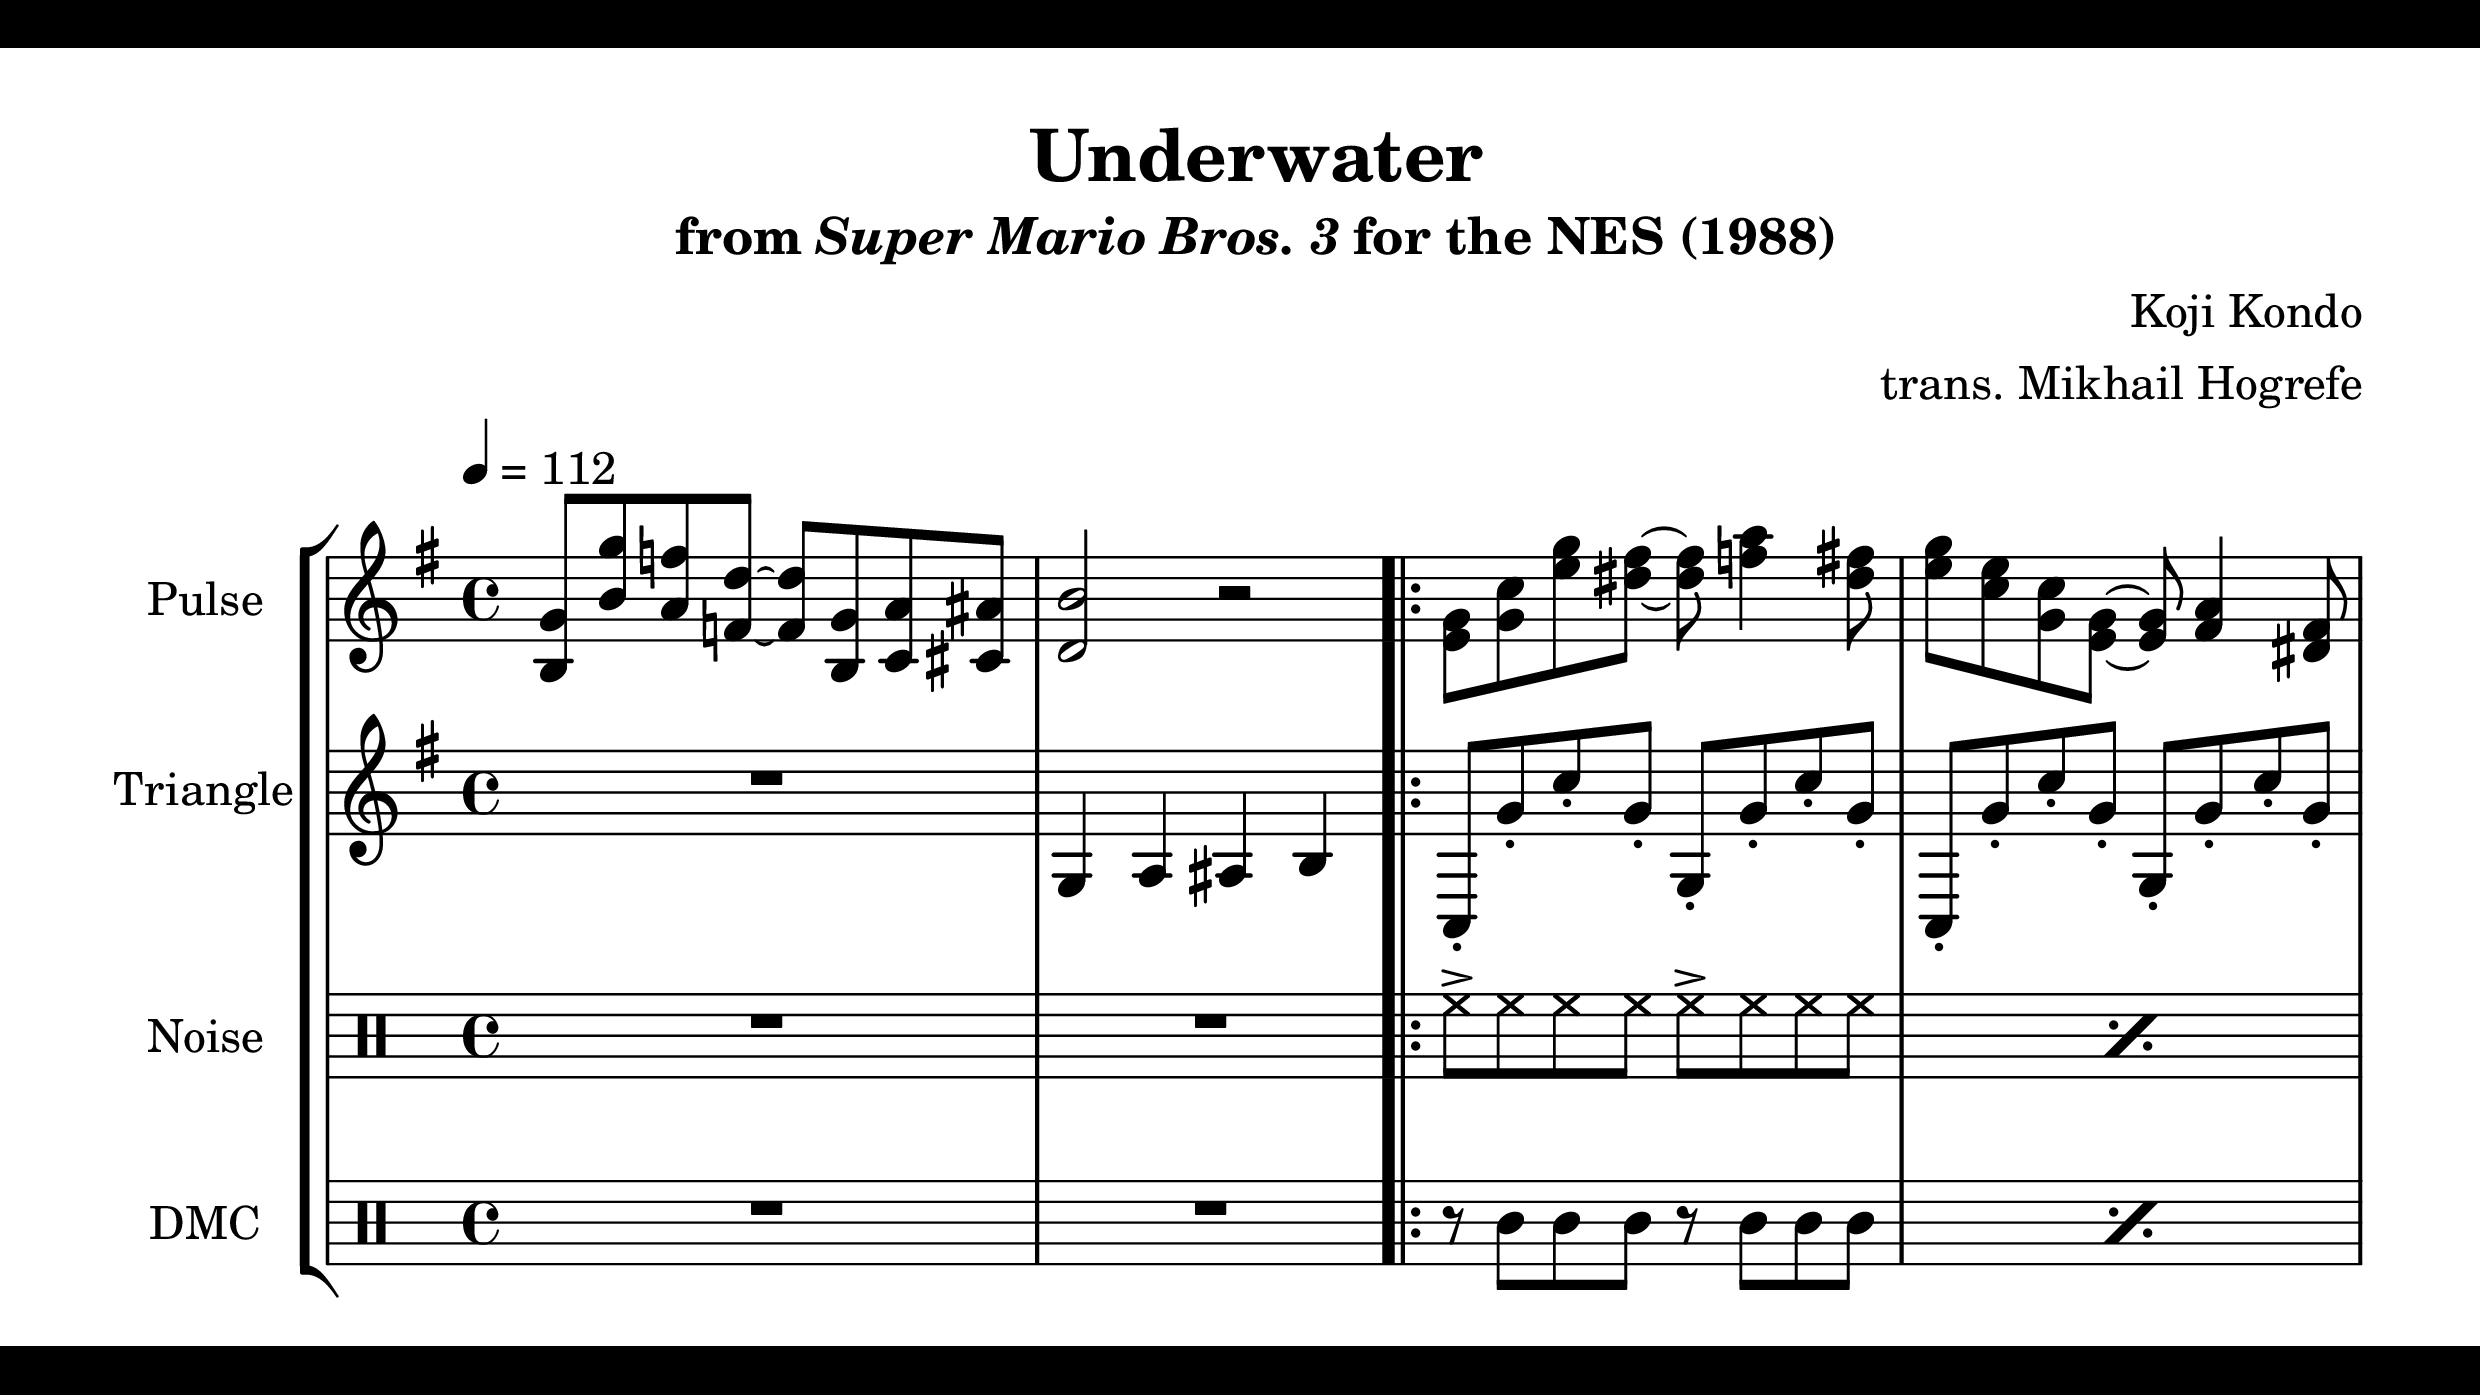 Underwater
from Super Mario Bros. 3 for the NES (1988)
Koji Kondo
trans. Mikhail Hogrefe
= 112
Pulse
Triangle
Noise
DMC